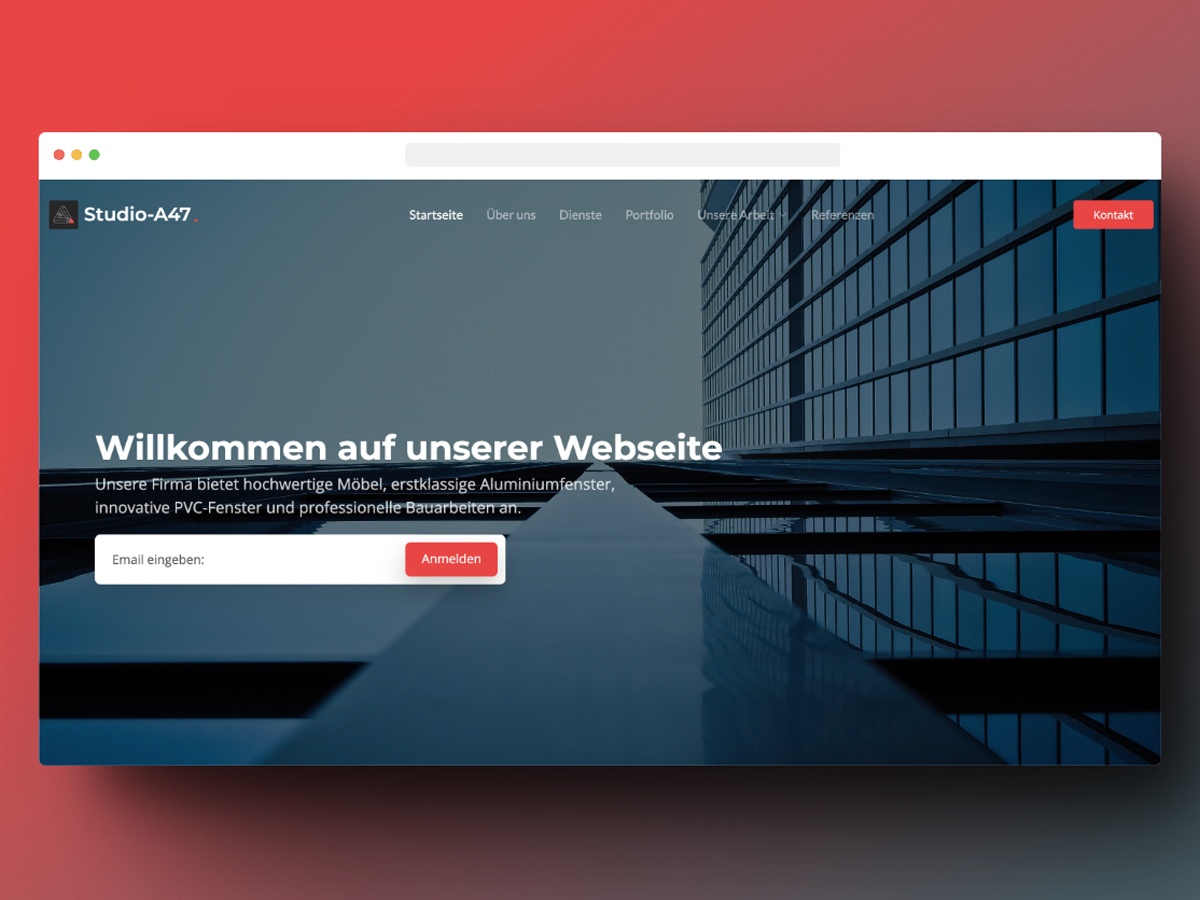 Studio-A47.
Startseite Über uns Dienste Portfolio Unsere Arbeit Referenzen Kontakt
Willkommen auf unserer Webseite
Unsere Firma bietet hochwertige Möbel, erstklassige Aluminiumfenster,
innovative PVC-Fenster und professionelle Bauarbeiten an.
Email eingeben: Anmelden